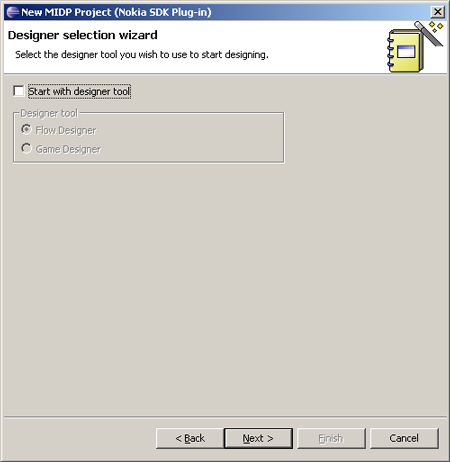 New MIDP Project (Nokia SDK Plug-in)
Designer selection wizard
Select the designer tool you wish to use to start designing.
Start with designer tool
Designer tool
Flow Designer
Game Designer
< Back
Next >
Finish
Cancel